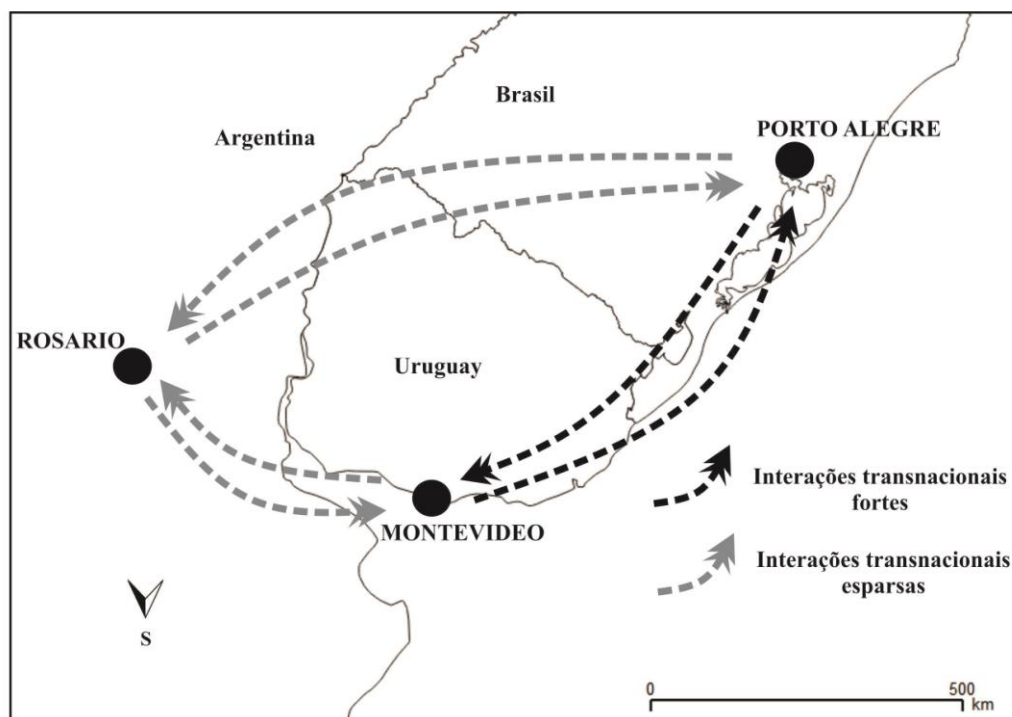 Brasil
Argentina
PORTO ALEGRE
ROSARIO
Uruguay
MONTEVIDEO
Interações transnacionais
fortes
Interações transnacionais
esparsas
S
0 500
km